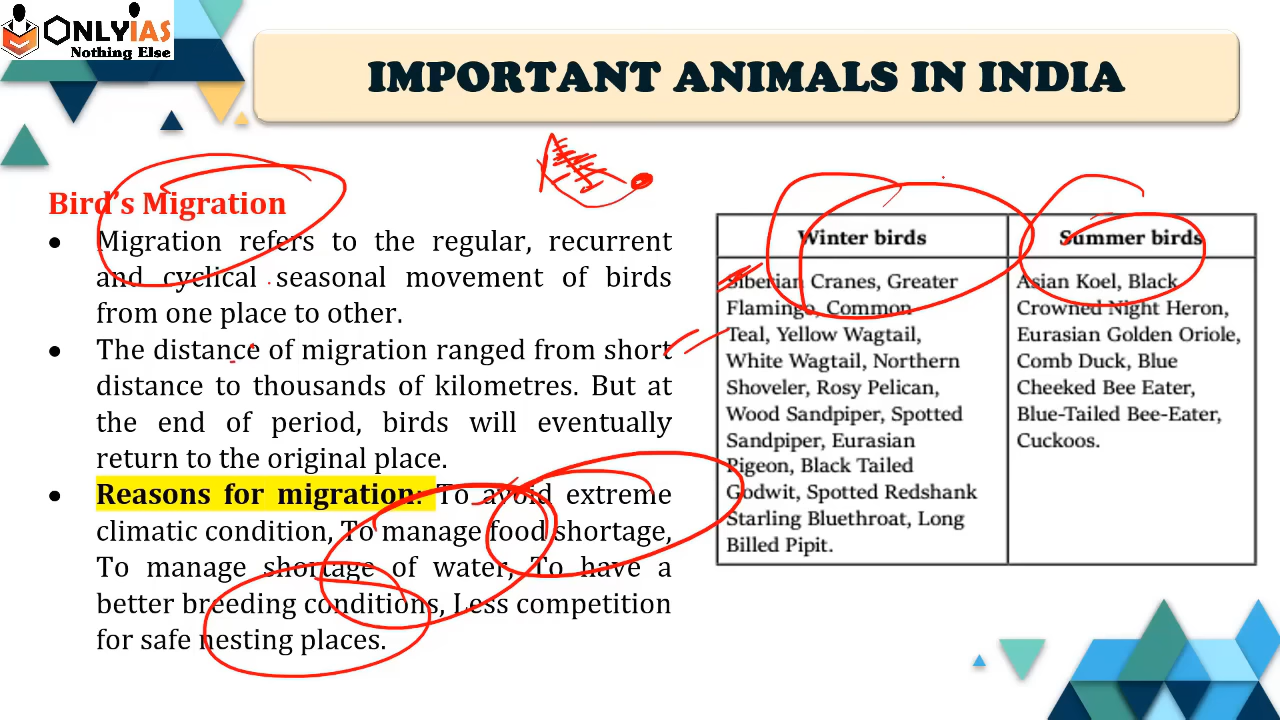 ONLYIAS
Nothing Else
IMPORTANT ANIMALS IN INDIA
Bird's Migration
• Migration refers to the regular, recurrent
and cyclical seasonal movement of birds
from one place to other.
• The distance of migration ranged from short
distance to thousands of kilometres. But at
the end of period, birds will eventually
return to the original place.
• Reasons for migration: To avoid extreme
climatic condition, To manage food shortage,
To manage shortage of water, To have a
better breeding conditions, Less competition
for safe nesting places.
Winter birds
Siberian Cranes, Greater
Flamingo, Common
Teal, Yellow Wagtail,
White Wagtail, Northern
Shoveler, Rosy Pelican,
Wood Sandpiper, Spotted
Sandpiper, Eurasian
Pigeon, Black Tailed
Godwit, Spotted Redshank
Starling Bluethroat, Long
Billed Pipit.
Summer birds
Asian Koel, Black
Crowned Night Heron,
Eurasian Golden Oriole,
Comb Duck, Blue
Cheeked Bee Eater,
Blue-Tailed Bee-Eater,
Cuckoos.